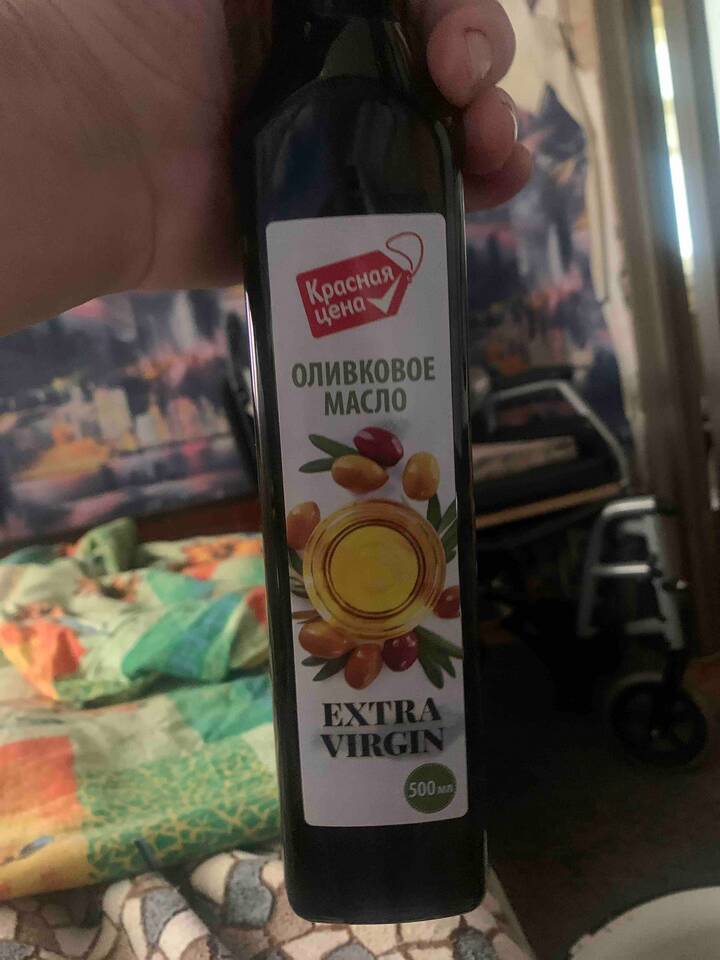 Красная
цена
ОЛИВКОВОЕ
МАСЛО
EXTRA
VIRGIN
500 мл